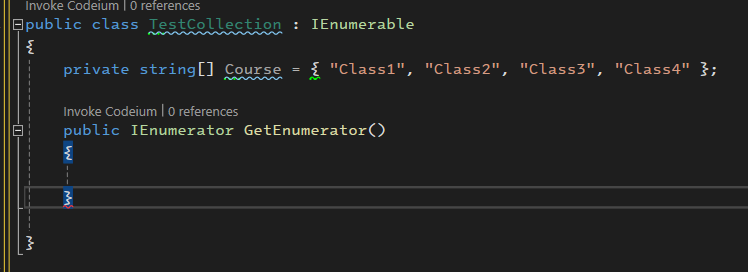 Invoke Codeium | 0 references
public class TestCollection : IEnumerable
{
private string[] Course = { "Class1", "Class2", "Class3", "Class4" };
Invoke Codeium | 0 references
public IEnumerator GetEnumerator()
{
}
}